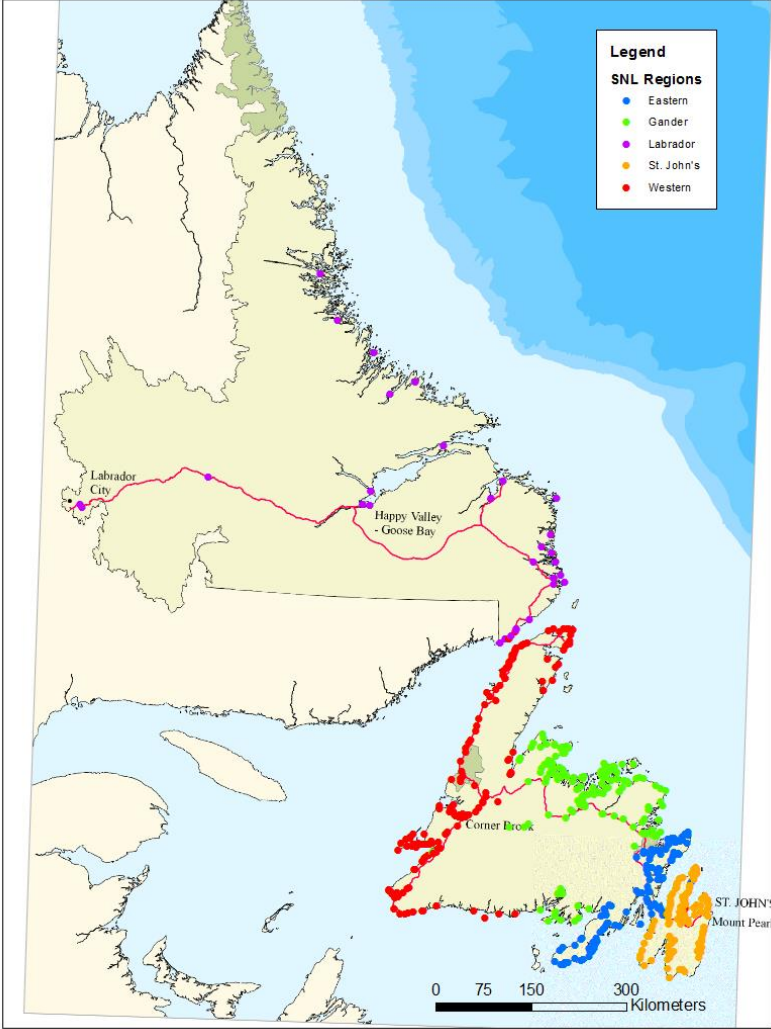 Legend
SNL Regions
Eastern
Gander
Labrador
St. John's
Western
Labrador
City
Happy Valley
- Goose Bay
Corner Brook
ST. JOHN'S
Mount Pearl
0 75 150 300
Kilometers